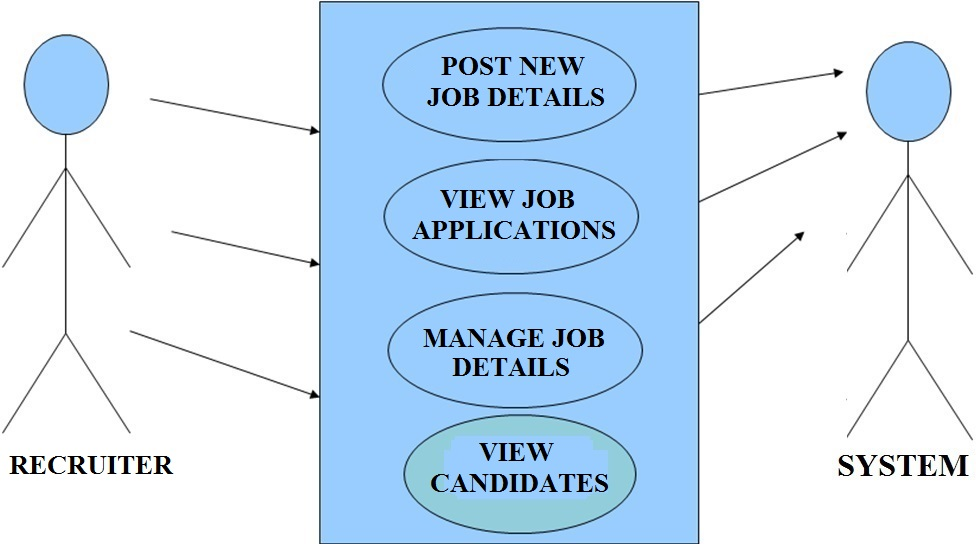 POST NEW
JOB DETAILS
VIEW JOB
APPLICATIONS
MANAGE JOB
DETAILS
VIEW
CANDIDATES
RECRUITER
SYSTEM